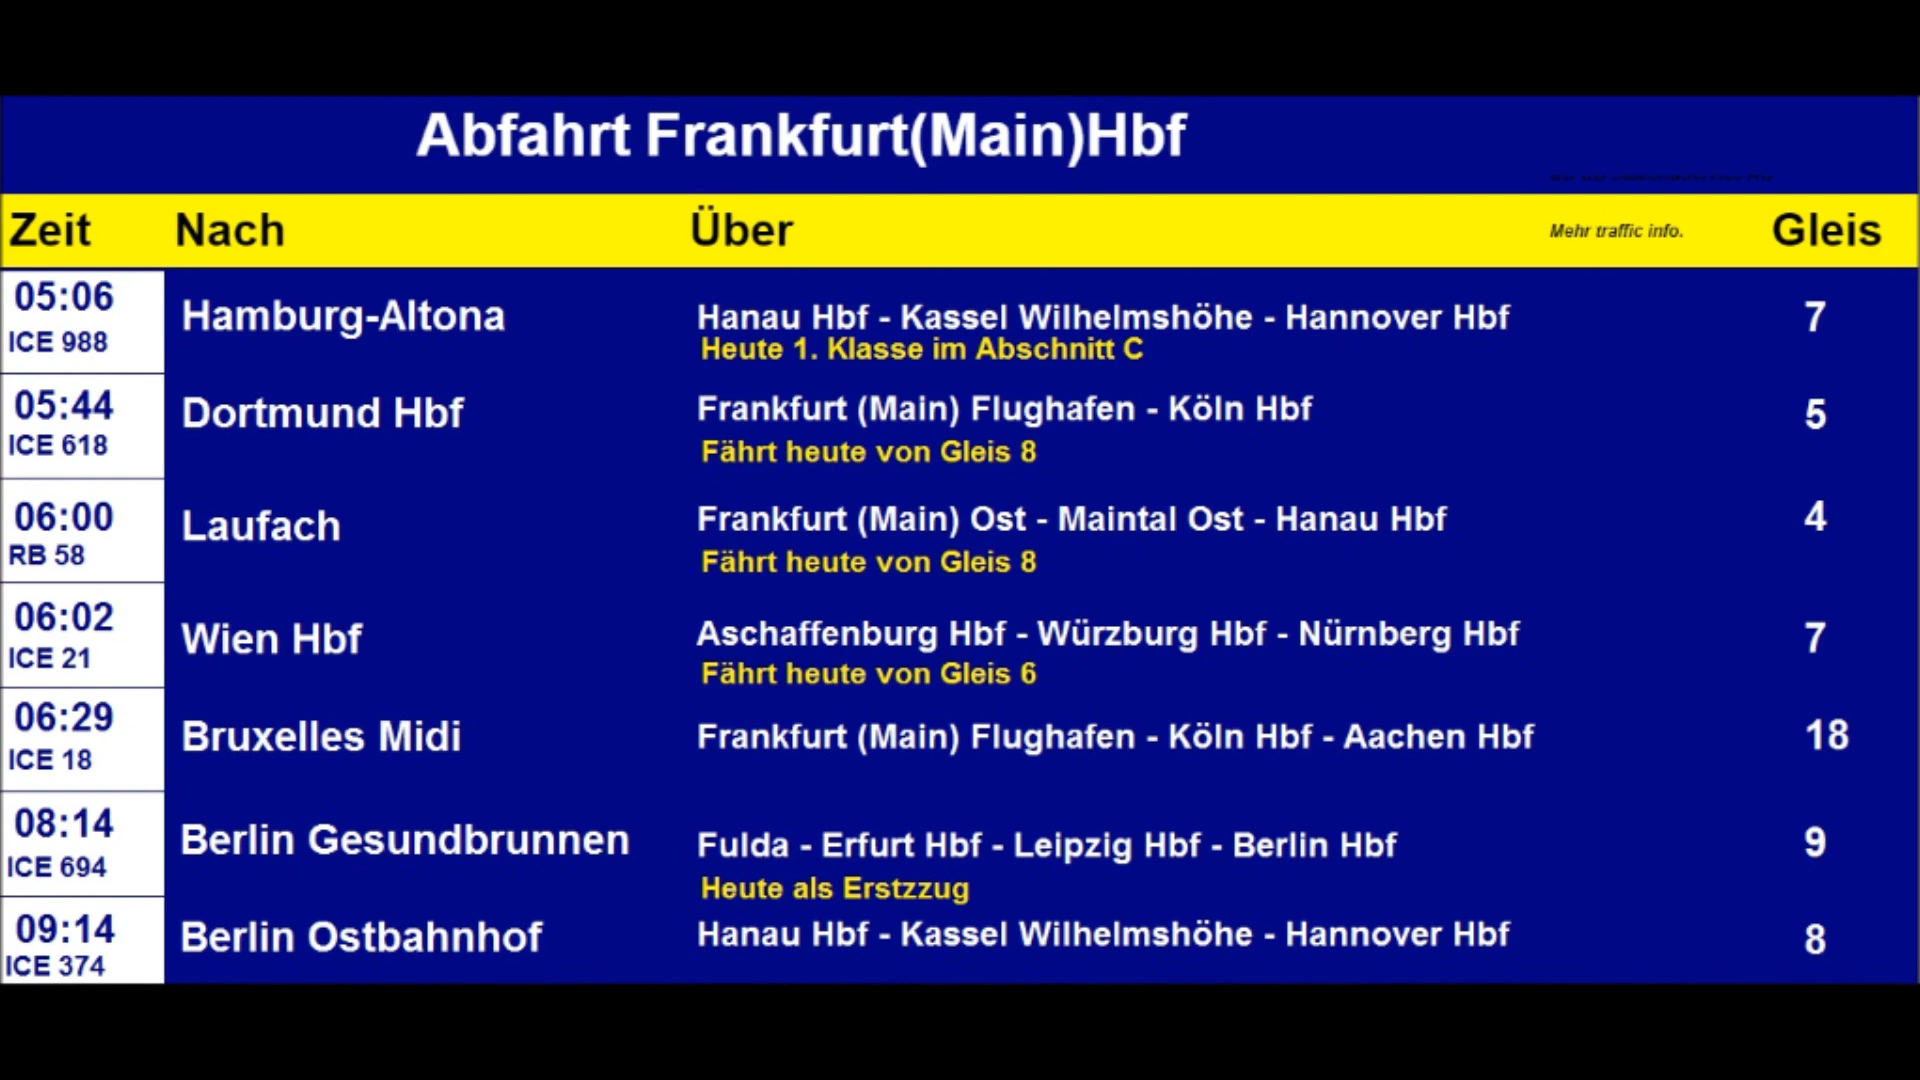 Abfahrt Frankfurt(Main)Hbf
Zeit Nach Über Mehr traffic info. Gleis
05:06 Hamburg-Altona Hanau Hbf - Kassel Wilhelmshöhe - Hannover Hbf 7
ICE 988 Heute 1. Klasse im Abschnitt C
05:44 Dortmund Hbf Frankfurt (Main) Flughafen - Köln Hbf 5
ICE 618 Fährt heute von Gleis 8
06:00 Laufach Frankfurt (Main) Ost - Maintal Ost - Hanau Hbf 4
RB 58 Fährt heute von Gleis 8
06:02 Wien Hbf Aschaffenburg Hbf - Würzburg Hbf - Nürnberg Hbf 7
ICE 21 Fährt heute von Gleis 6
06:29 Bruxelles Midi Frankfurt (Main) Flughafen - Köln Hbf - Aachen Hbf 18
ICE 18
08:14 Berlin Gesundbrunnen Fulda - Erfurt Hbf - Leipzig Hbf - Berlin Hbf 9
ICE 694 Heute als Erstzzug
09:14 Berlin Ostbahnhof Hanau Hbf - Kassel Wilhelmshöhe - Hannover Hbf 8
ICE 374